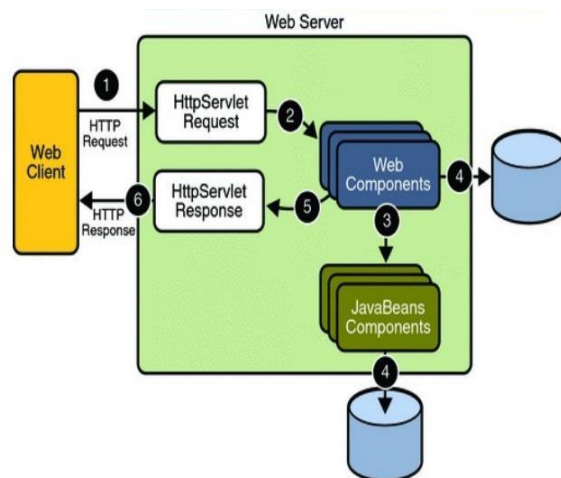 Web Server
1
HTTP
Request
Web
Client
HttpServlet
Request
2
Web
Components
4
6
HTTP
Response
HttpServlet
Response
5
3
JavaBeans
Components
4